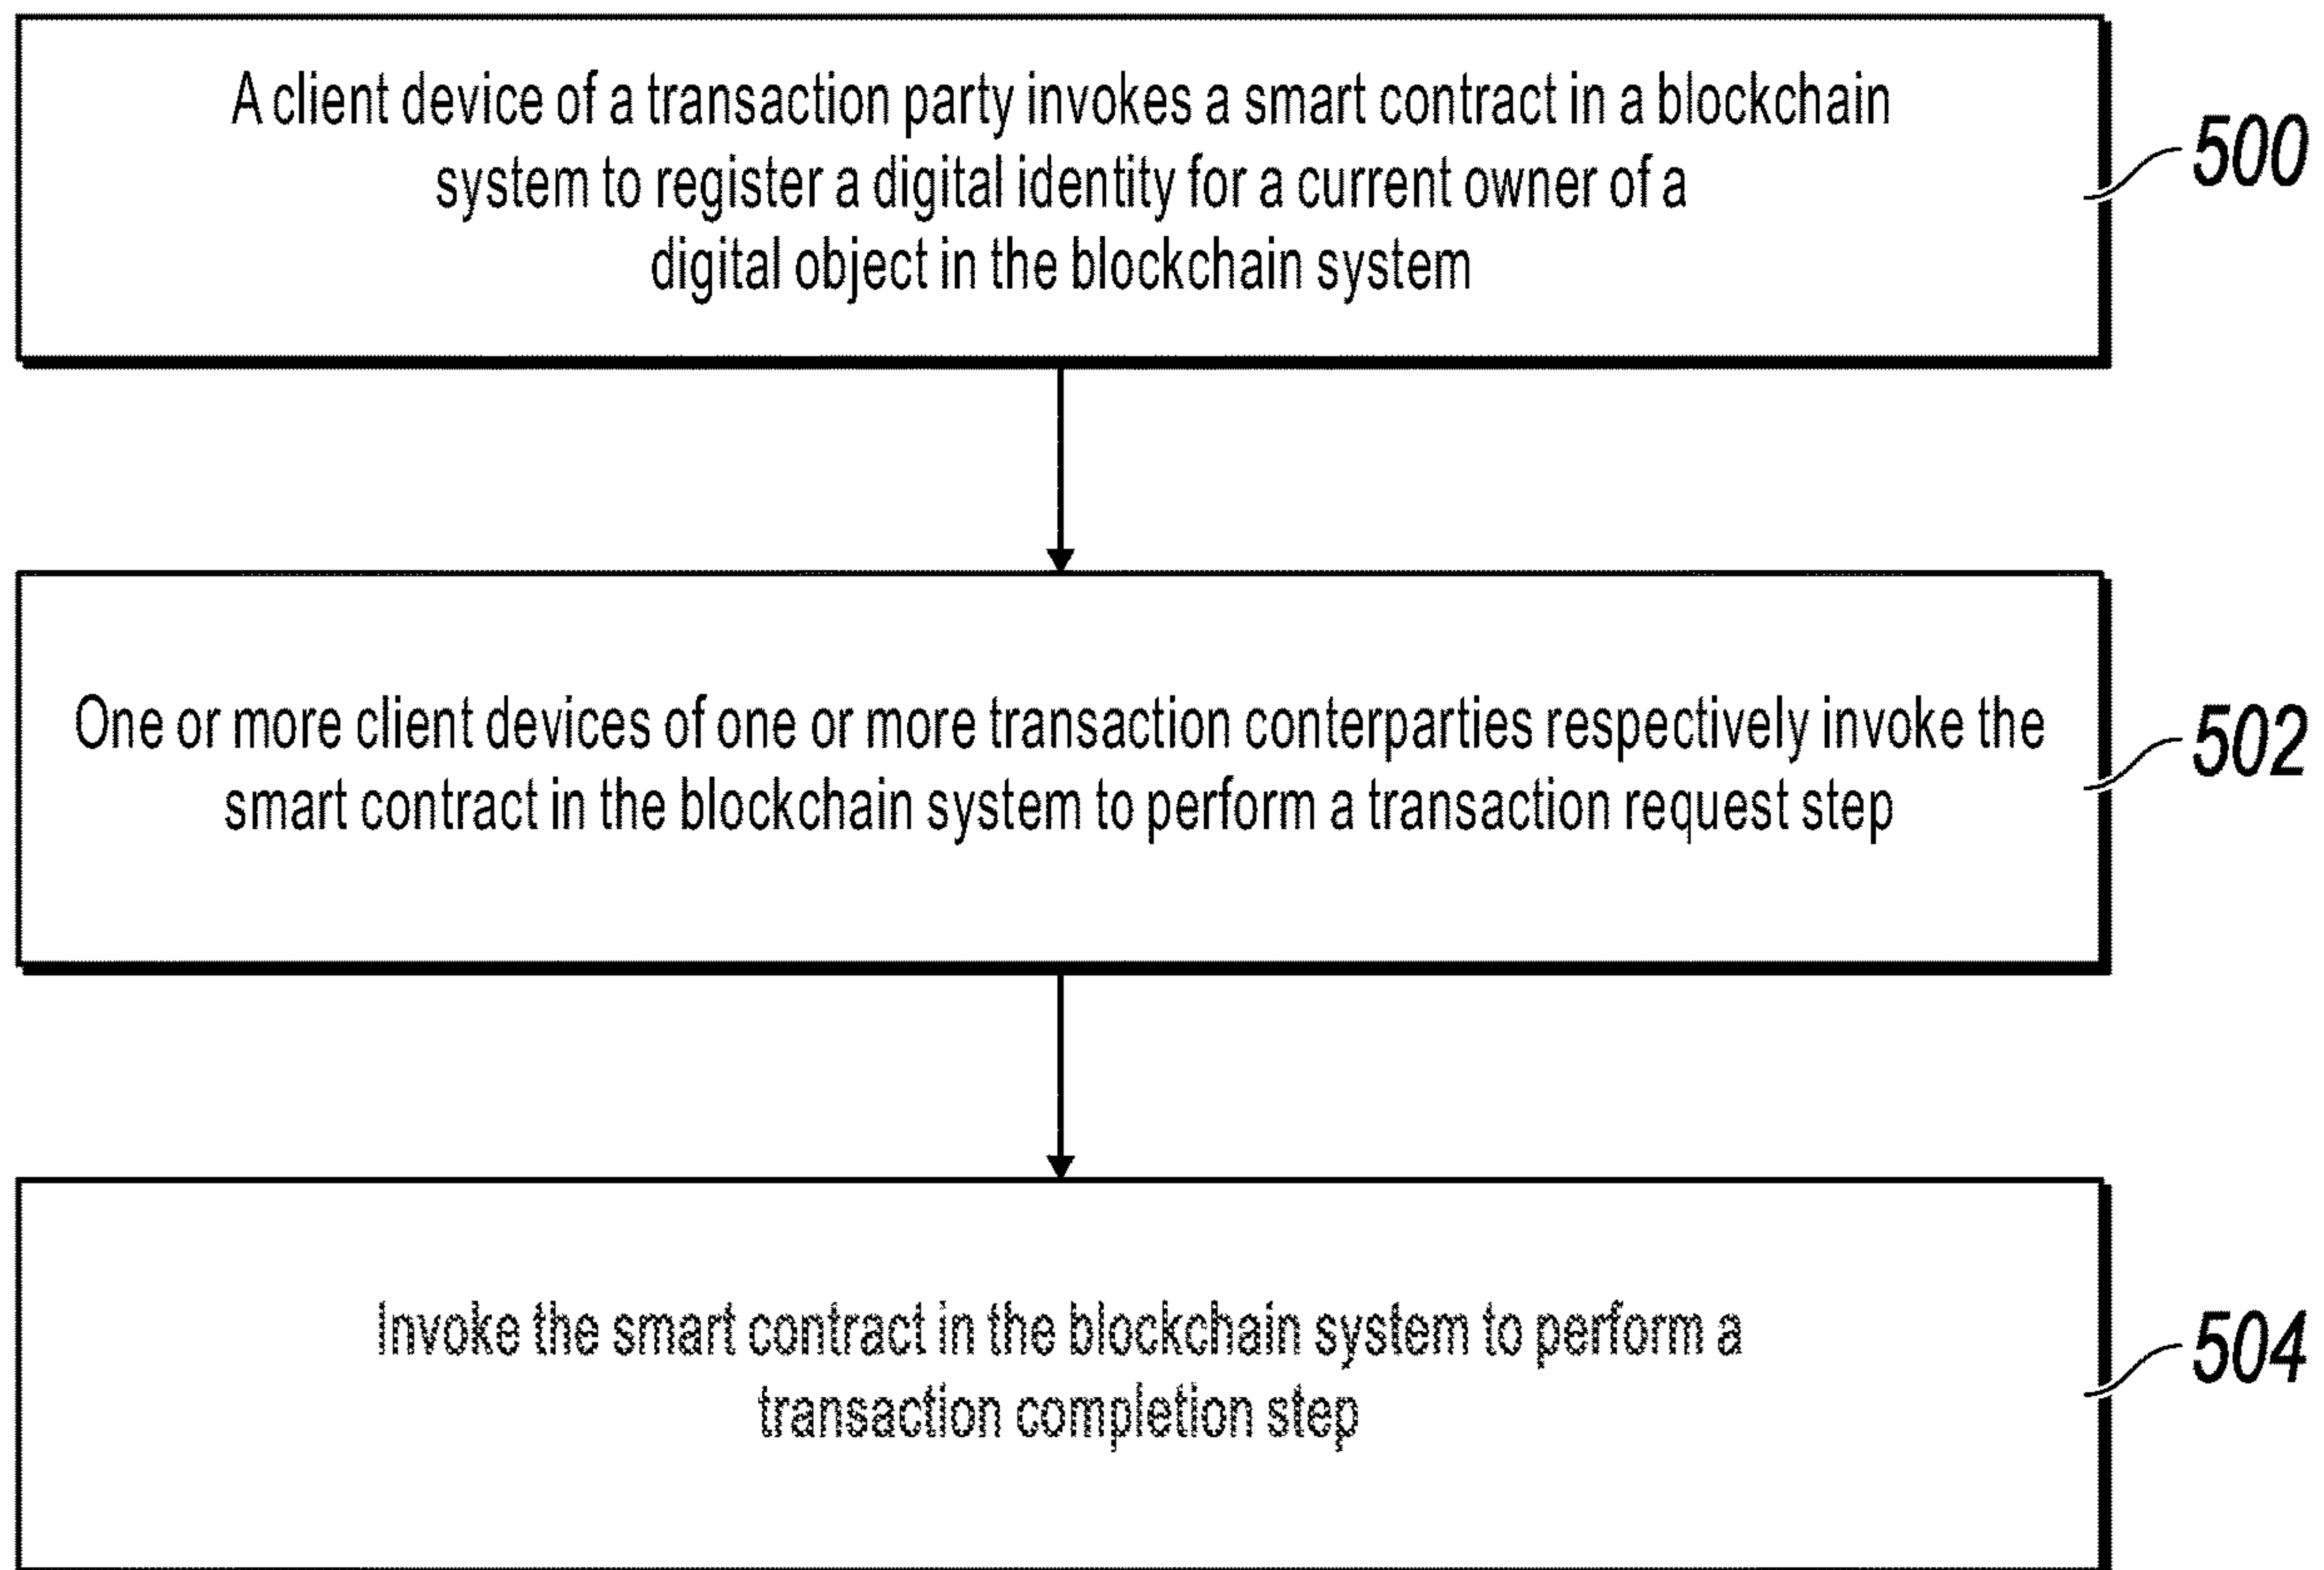 A client device of a transaction party invokes a smart contract in a blockchain
system to register a digital identity for a current owner of a
digital object in the blockchain system
500
One or more client devices of one or more transaction conterparties respectively invoke the
smart contract in the blockchain system to perform a transaction request step
502
Invoke the smart contract in the blockchain system to perform a
transaction completion step
504